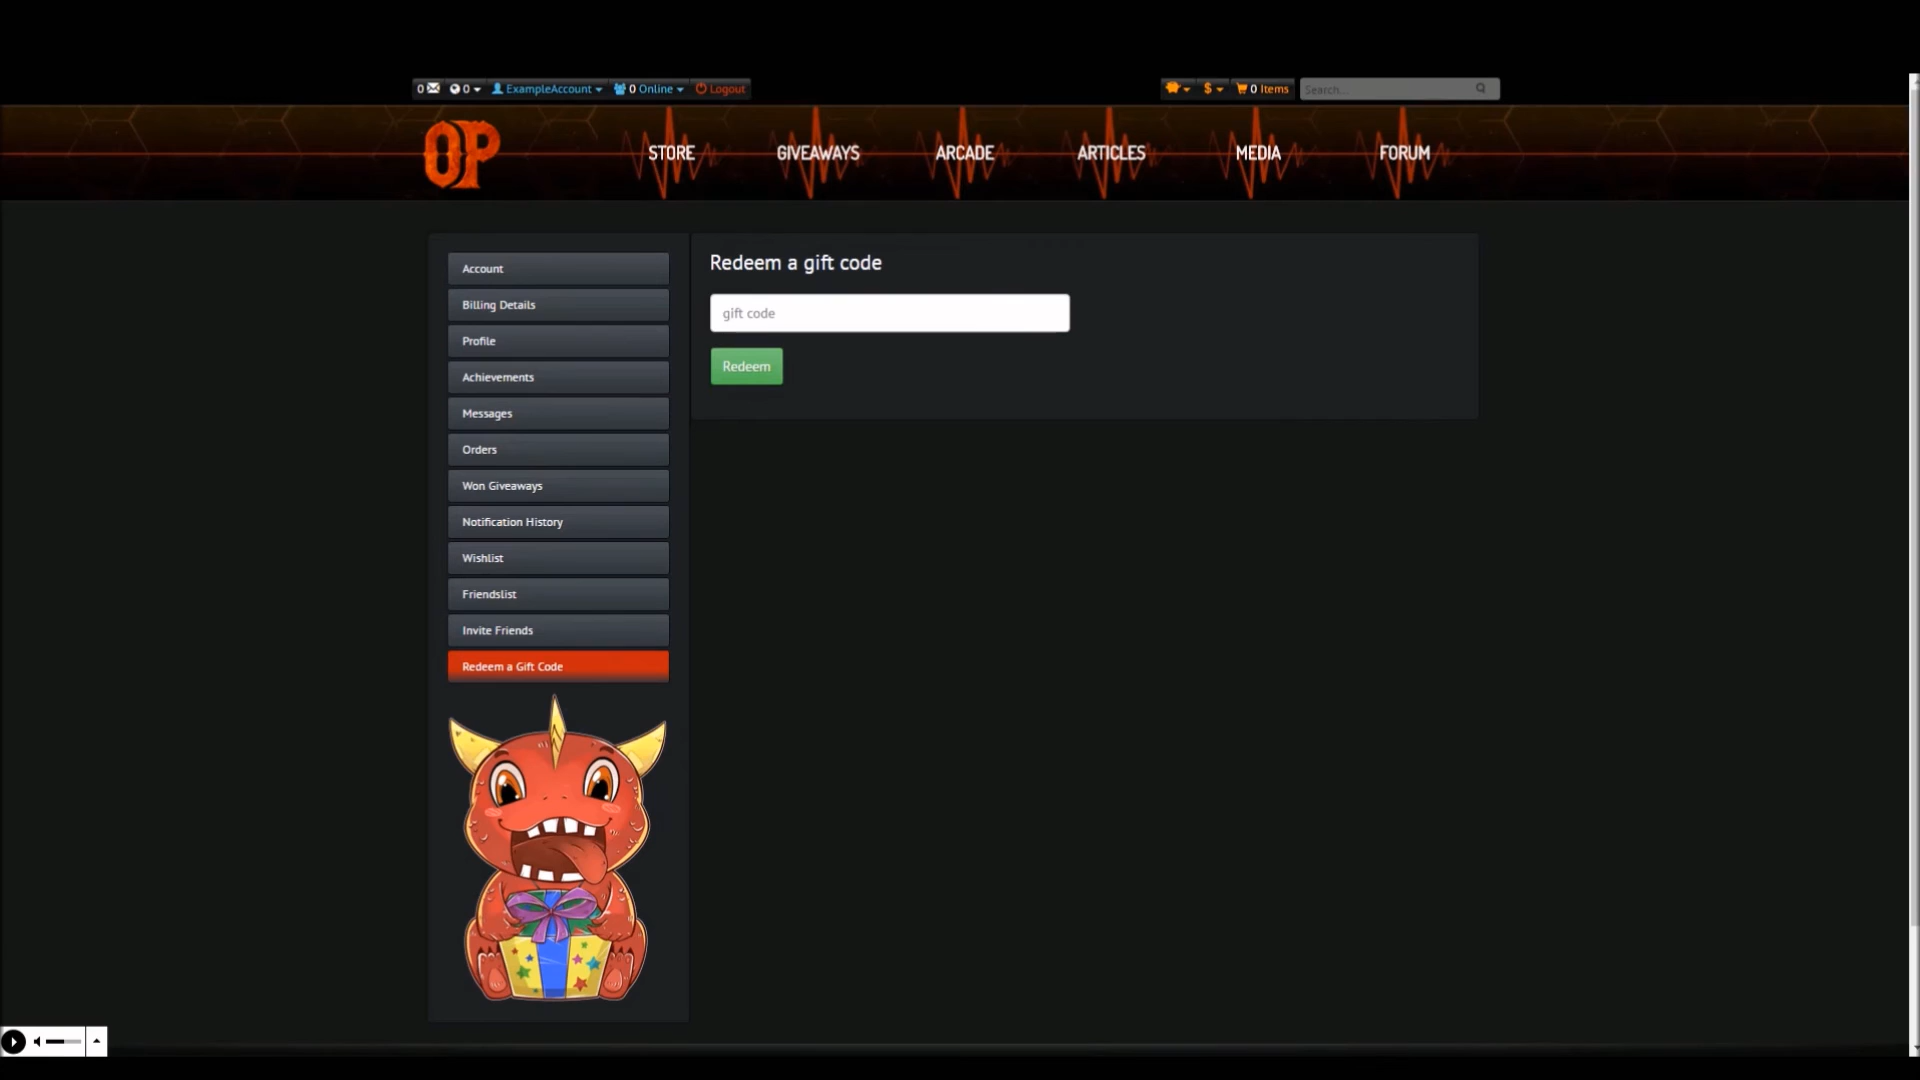 0 0 ExampleAccount 0 Online Logout $ 0 Items Search...
OP STORE GIVEAWAYS ARCADE ARTICLES MEDIA FORUM
Account
Billing Details
Profile
Achievements
Messages
Orders
Won Giveaways
Notification History
Wishlist
Friendslist
Invite Friends
Redeem a Gift Code
Redeem a gift code
gift code
Redeem